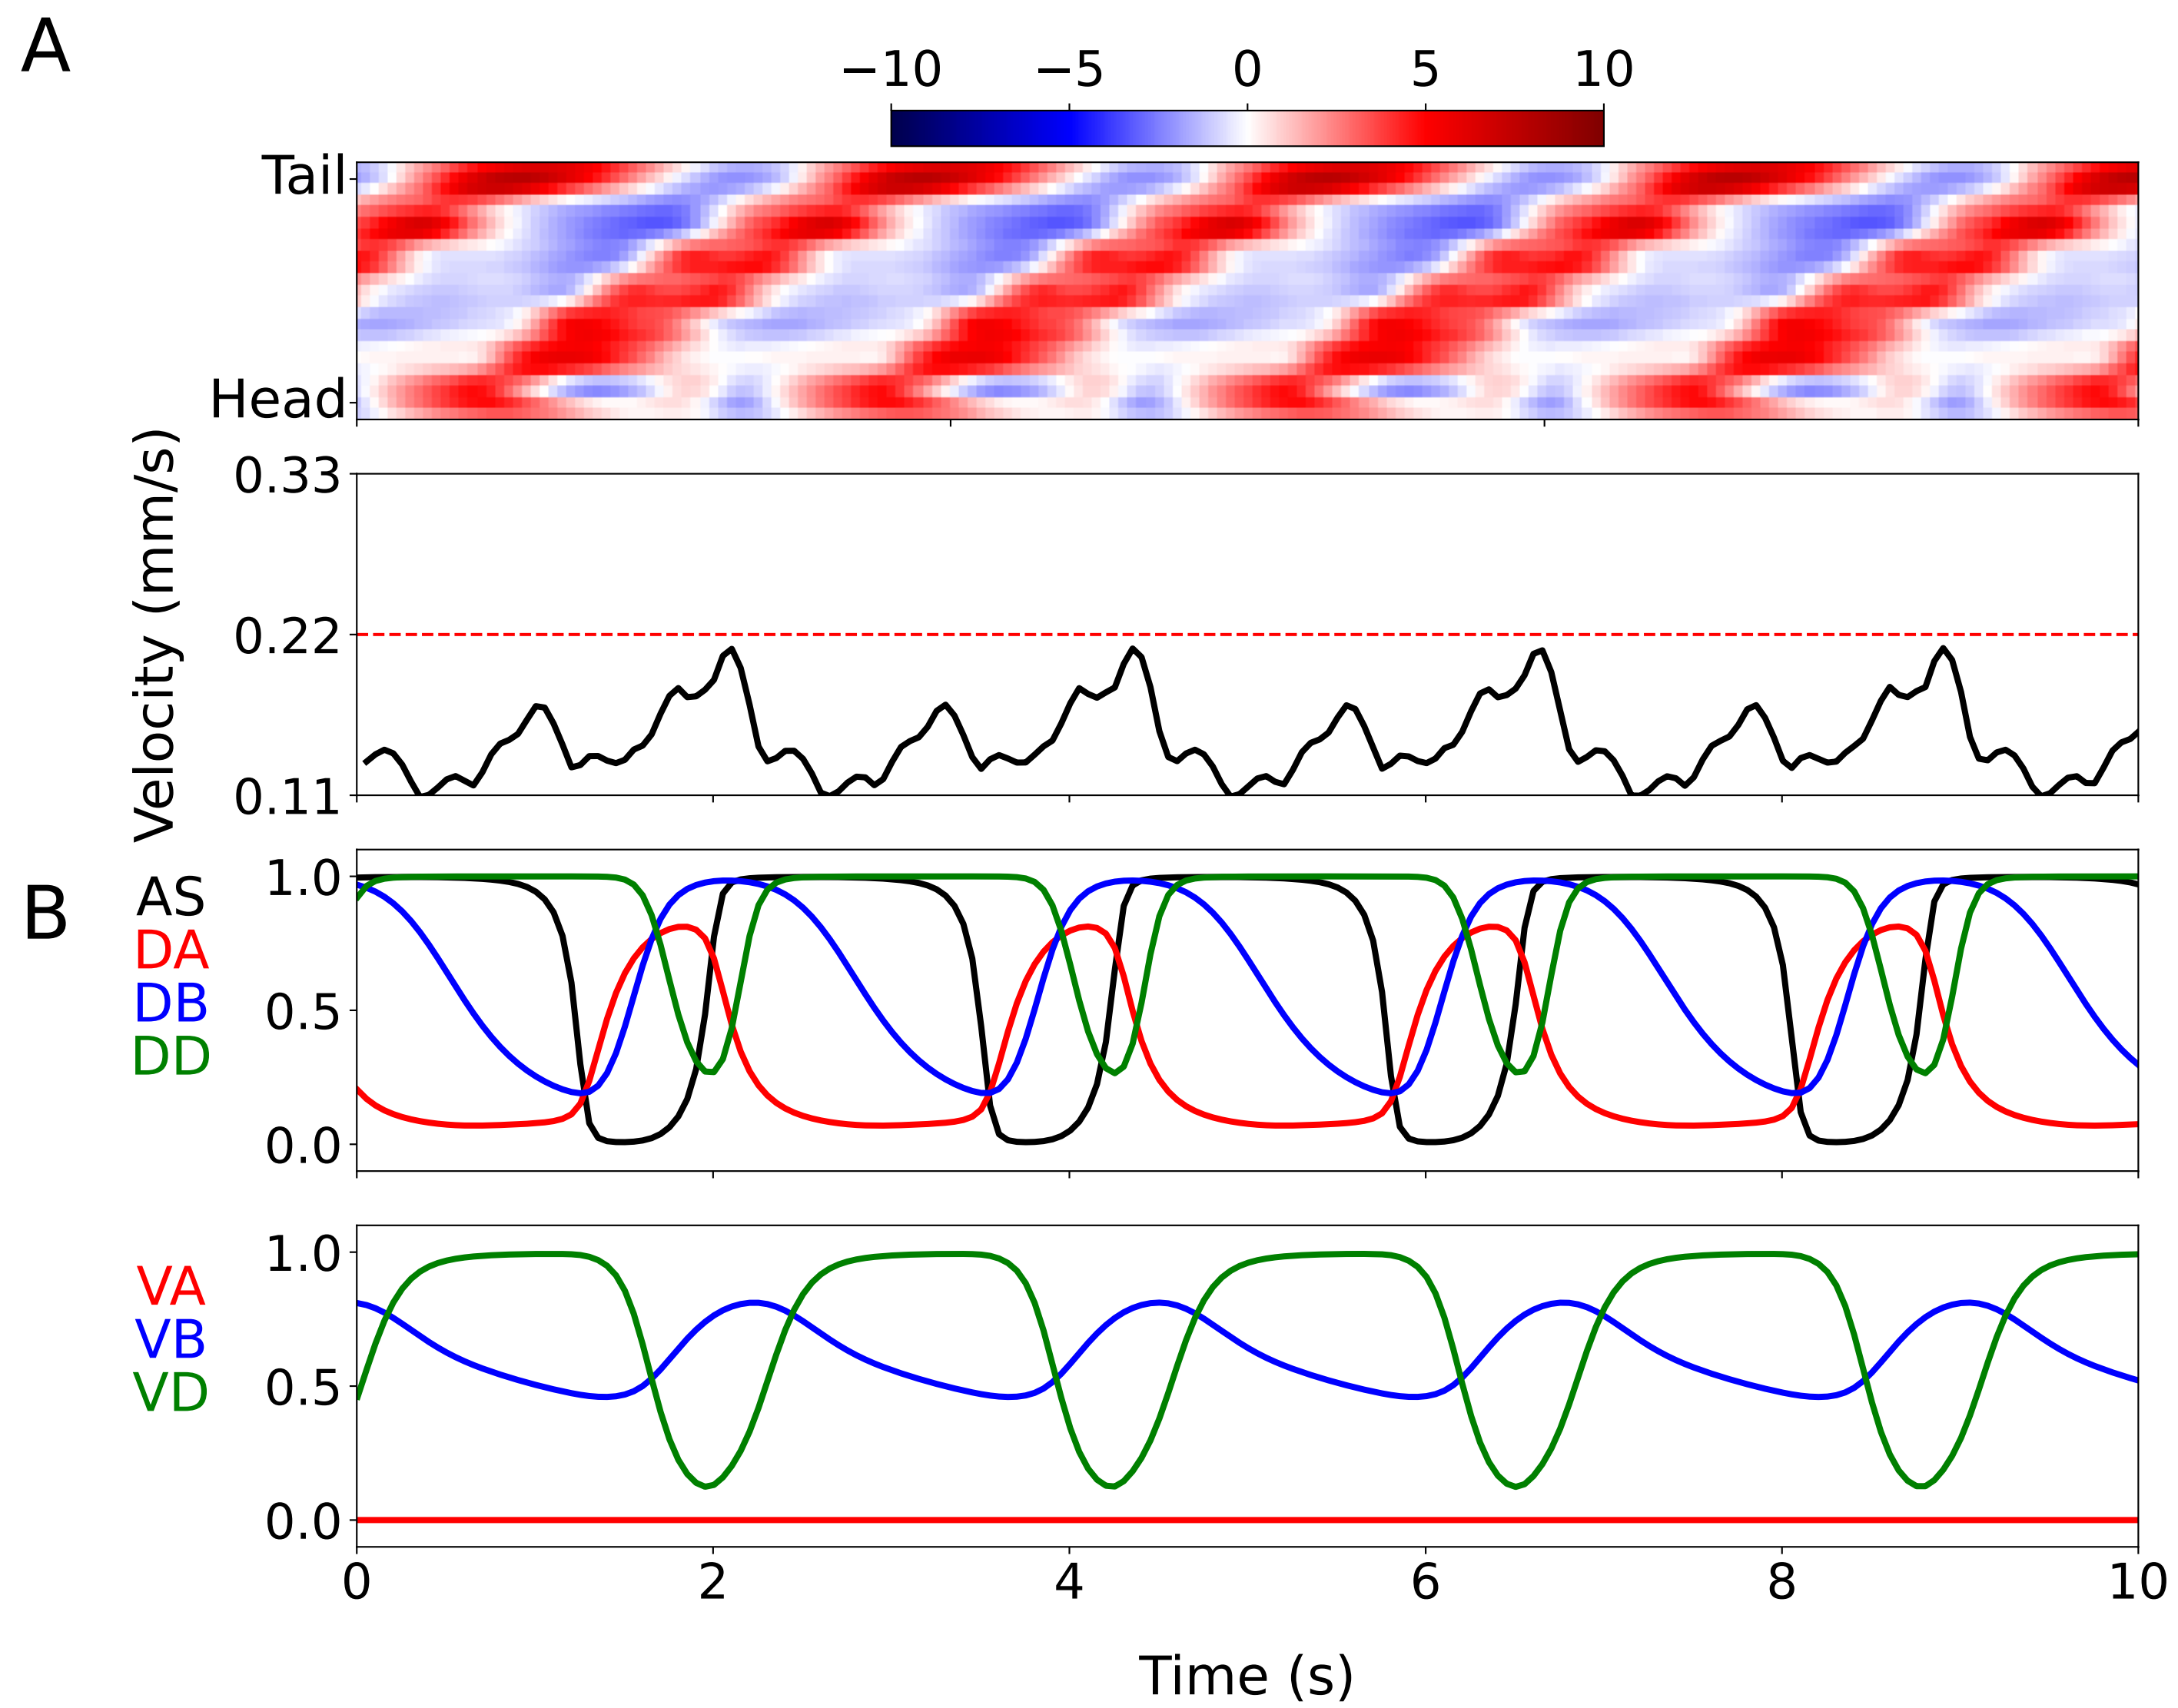 A
−10 −5 0 5 10
Tail
Head
Velocity (mm/s)
0.33
0.22
0.11
B
AS
DA
DB
DD
1.0
0.5
0.0
VA
VB
VD
1.0
0.5
0.0
0 2 4 6 8 10
Time (s)